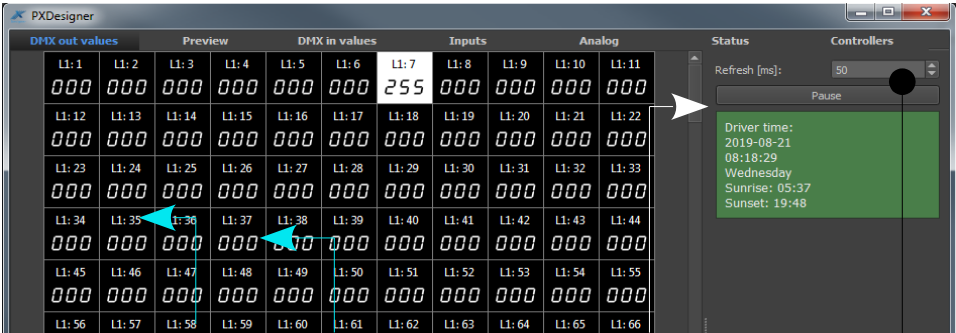 PXDesigner
DMX out values Preview DMX in values Inputs Analog Status Controllers
L1: 1 L1: 2 L1: 3 L1: 4 L1: 5 L1: 6 L1: 7 L1: 8 L1: 9 L1: 10 L1: 11
000 000 000 000 000 000 255 000 000 000 000
Refresh [ms]: 50
Pause
L1: 12 L1: 13 L1: 14 L1: 15 L1: 16 L1: 17 L1: 18 L1: 19 L1: 20 L1: 21 L1: 22
000 000 000 000 000 000 000 000 000 000 000
L1: 23 L1: 24 L1: 25 L1: 26 L1: 27 L1: 28 L1: 29 L1: 30 L1: 31 L1: 32 L1: 33
000 000 000 000 000 000 000 000 000 000 000
L1: 34 L1: 35 L1: 36 L1: 37 L1: 38 L1: 39 L1: 40 L1: 41 L1: 42 L1: 43 L1: 44
000 000 000 000 000 000 000 000 000 000 000
L1: 45 L1: 46 L1: 47 L1: 48 L1: 49 L1: 50 L1: 51 L1: 52 L1: 53 L1: 54 L1: 55
000 000 000 000 000 000 000 000 000 000 000
L1: 56 L1: 57 L1: 58 L1: 59 L1: 60 L1: 61 L1: 62 L1: 63 L1: 64 L1: 65 L1: 66
Driver time:
2019-08-21
08:18:29
Wednesday
Sunrise: 05:37
Sunset: 19:48